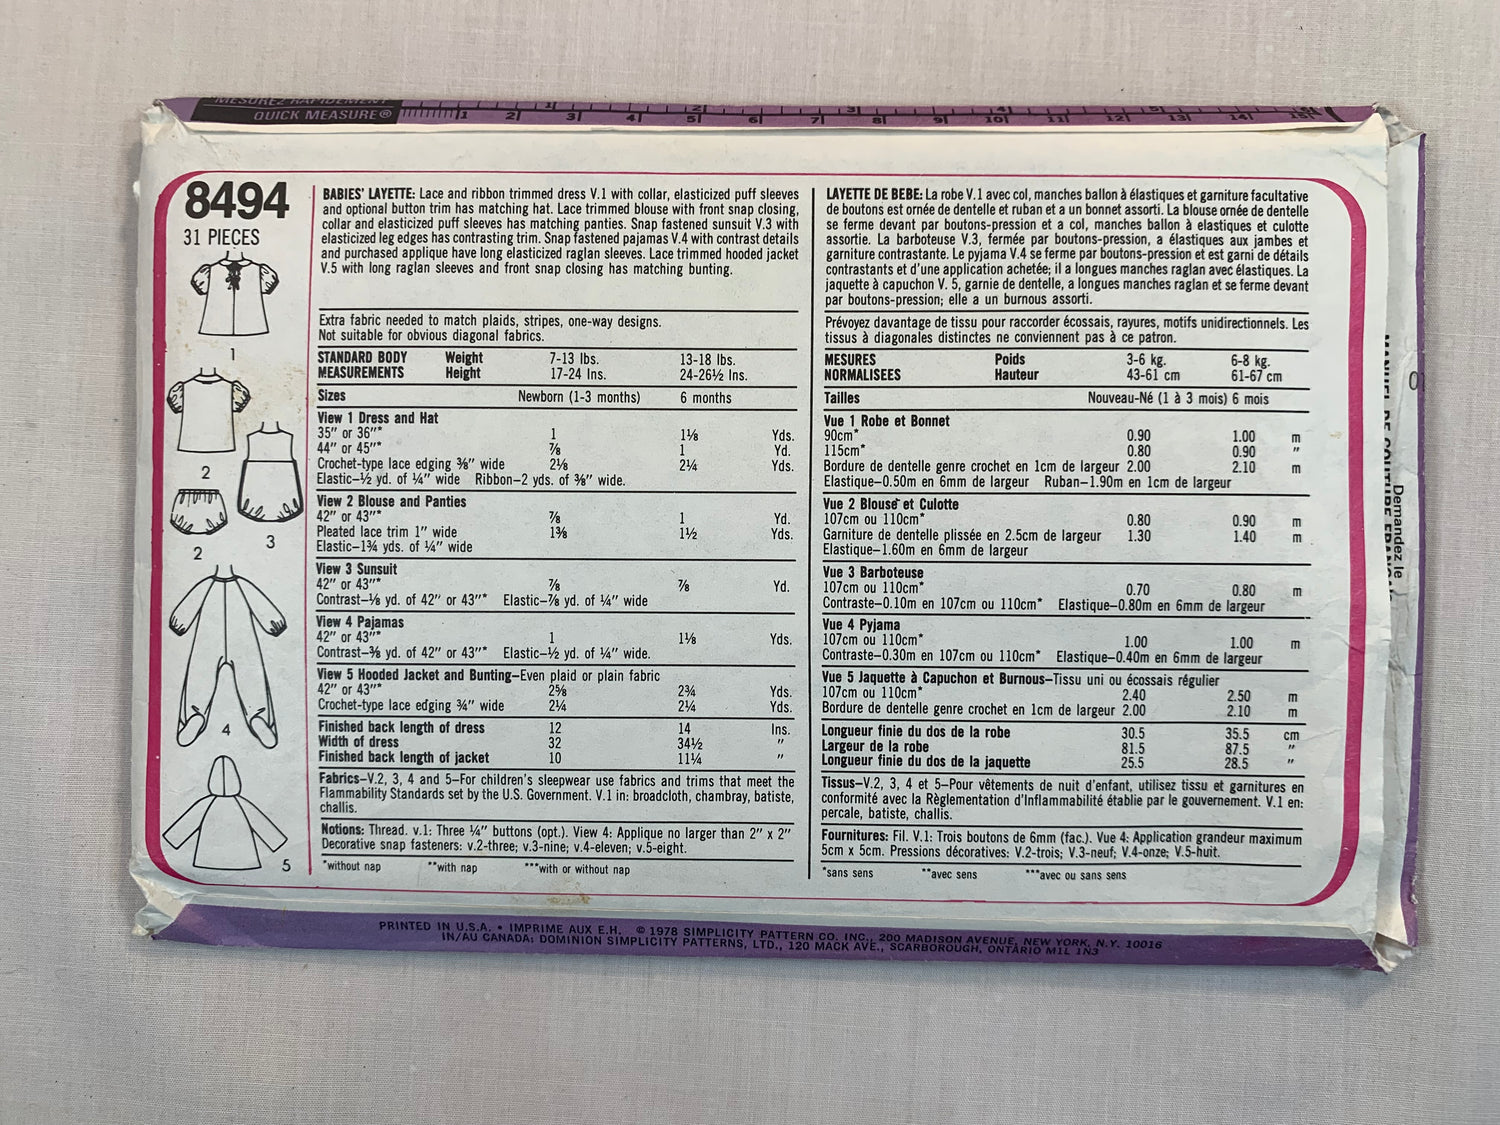 MESUREZ RAPIDEMENT
QUICK MEASURE®
1 2 3 4 5 6
1 2 3 4 5 6 7 8 9 10 11 12 13 14 15
8494
31 PIECES
1
2
2
3
4
5
BABIES' LAYETTE: Lace and ribbon trimmed dress V.1 with collar, elasticized puff sleeves
and optional button trim has matching hat. Lace trimmed blouse with front snap closing,
collar and elasticized puff sleeves has matching panties. Snap fastened sunsuit V.3 with
elasticized leg edges has contrasting trim. Snap fastened pajamas V.4 with contrast details
and purchased applique have long elasticized raglan sleeves. Lace trimmed hooded jacket
V.5 with long raglan sleeves and front snap closing has matching bunting.
Extra fabric needed to match plaids, stripes, one-way designs.
Not suitable for obvious diagonal fabrics.
STANDARD BODY Weight 7-13 lbs. 13-18 lbs.
MEASUREMENTS Height 17-24 Ins. 24-26½ Ins.
Sizes Newborn (1-3 months) 6 months
View 1 Dress and Hat
35" or 36"* 1 1⅛ Yds.
44" or 45"* ⅞ 1 Yd.
Crochet-type lace edging ⅜" wide 2⅛ 2¼ Yds.
Elastic–½ yd. of ¼" wide Ribbon–2 yds. of ⅜" wide.
View 2 Blouse and Panties
42" or 43"* ⅞ 1 Yd.
Pleated lace trim 1" wide 1⅜ 1½ Yds.
Elastic–1¾ yds. of ¼" wide
View 3 Sunsuit
42" or 43"* ⅞ ⅞ Yd.
Contrast–⅛ yd. of 42" or 43"* Elastic–⅞ yd. of ¼" wide
View 4 Pajamas
42" or 43"* 1 1⅛ Yds.
Contrast–⅜ yd. of 42" or 43"* Elastic–½ yd. of ¼" wide.
View 5 Hooded Jacket and Bunting–Even plaid or plain fabric
42" or 43"* 2⅝ 2¾ Yds.
Crochet-type lace edging ¾" wide 2¼ 2¼ Yds.
Finished back length of dress 12 14 Ins.
Width of dress 32 34½ "
Finished back length of jacket 10 11¼ "
Fabrics–V.2, 3, 4 and 5–For children's sleepwear use fabrics and trims that meet the
Flammability Standards set by the U.S. Government. V.1 in: broadcloth, chambray, batiste,
challis.
Notions: Thread. v.1: Three ¼" buttons (opt.). View 4: Applique no larger than 2" x 2"
Decorative snap fasteners: v.2-three; v.3-nine; v.4-eleven; v.5-eight.
*without nap **with nap ***with or without nap
LAYETTE DE BEBE: La robe V.1 avec col, manches ballon à élastiques et garniture facultative
de boutons est ornée de dentelle et ruban et a un bonnet assorti. La blouse ornée de dentelle
se ferme devant par boutons-pression et a col, manches ballon à elastiques et culotte
assortie. La barboteuse V.3, fermée par boutons-pression, a élastiques aux jambes et
garniture contrastante. Le pyjama V.4 se ferme par boutons-pression et est garni de détails
contrastants et d'une application achetée; il a longues manches raglan avec élastiques. La
jaquette à capuchon V. 5, garnie de dentelle, a longues manches raglan et se ferme devant
par boutons-pression; elle a un burnous assorti.
Prévoyez davantage de tissu pour raccorder écossais, rayures, motifs unidirectionnels. Les
tissus à diagonales distinctes ne conviennent pas à ce patron.
MESURES Poids 3-6 kg. 6-8 kg.
NORMALISEES Hauteur 43-61 cm 61-67 cm
Tailles Nouveau-Né (1 à 3 mois) 6 mois
Vue 1 Robe et Bonnet
90cm* 0.90 1.00 m
115cm* 0.80 0.90 "
Bordure de dentelle genre crochet en 1cm de largeur 2.00 2.10 m
Elastique–0.50m en 6mm de largeur Ruban–1.90m en 1cm de largeur
Vue 2 Blouse et Culotte
107cm ou 110cm* 0.80 0.90 m
Garniture de dentelle plissée en 2.5cm de largeur 1.30 1.40 m
Elastique–1.60m en 6mm de largeur
Vue 3 Barboteuse
107cm ou 110cm* 0.70 0.80 m
Contraste–0.10m en 107cm ou 110cm* Elastique–0.80m en 6mm de largeur
Vue 4 Pyjama
107cm ou 110cm* 1.00 1.00 m
Contraste–0.30m en 107cm ou 110cm* Elastique–0.40m en 6mm de largeur
Vue 5 Jaquette à Capuchon et Burnous–Tissu uni ou écossais régulier
107cm ou 110cm* 2.40 2.50 m
Bordure de dentelle genre crochet en 1cm de largeur 2.00 2.10 m
Longueur finie du dos de la robe 30.5 35.5 cm
Largeur de la robe 81.5 87.5 "
Longueur finie du dos de la jaquette 25.5 28.5 "
Tissus–V.2, 3, 4 et 5–Pour vêtements de nuit d'enfant, utilisez tissu et garnitures en
conformité avec la Règlementation d'Inflammabilité établie par le gouvernement. V.1 en:
percale, batiste, challis.
Fournitures: Fil. V.1: Trois boutons de 6mm (fac.). Vue 4: Application grandeur maximum
5cm x 5cm. Pressions décoratives: V.2-trois; V.3-neuf; V.4-onze; V.5-huit.
*sans sens **avec sens ***avec ou sans sens
Demandez le
PRINTED IN U.S.A. • IMPRIME AUX E.H. © 1978 SIMPLICITY PATTERN CO. INC., 200 MADISON AVENUE, NEW YORK, N.Y. 10016
IN/AU CANADA: DOMINION SIMPLICITY PATTERNS, LTD., 120 MACK AVE., SCARBOROUGH, ONTARIO M1L 1N3